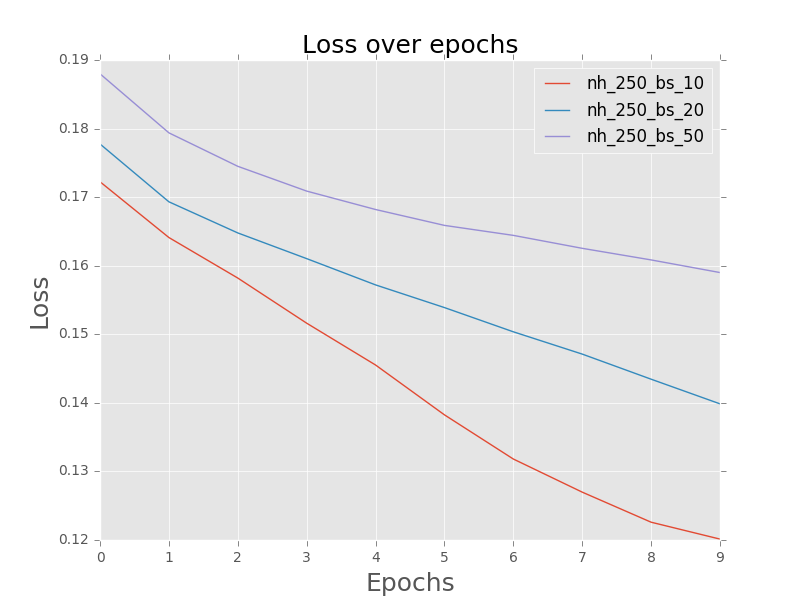 Loss over epochs
0.19
0.18
0.17
0.16
0.15
0.14
0.13
0.12
Loss
nh_250_bs_10
nh_250_bs_20
nh_250_bs_50
0 1 2 3 4 5 6 7 8 9
Epochs